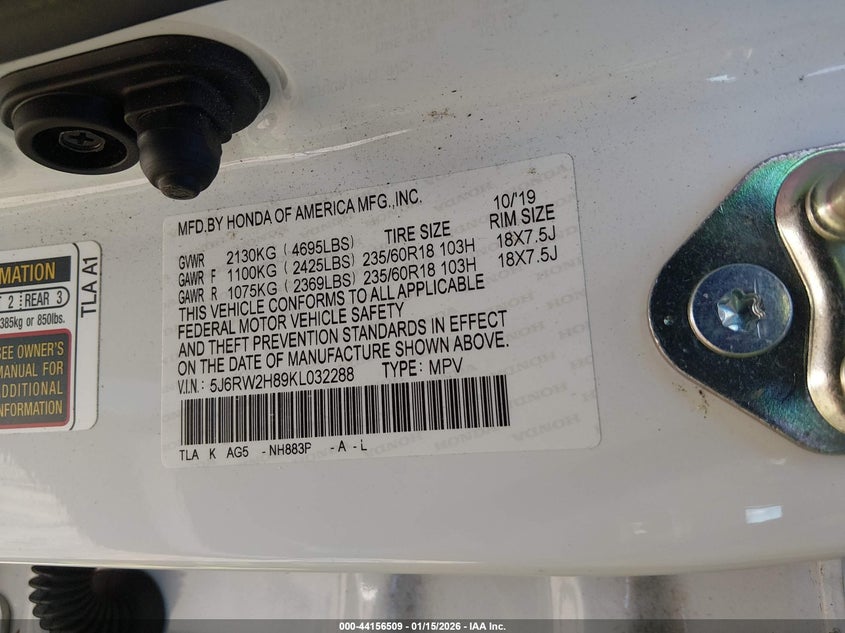 MFD.BY HONDA OF AMERICA MFG.,INC. 10/'19
TIRE SIZE RIM SIZE
GVWR 2130KG ( 4695LBS)
GAWR F 1100KG ( 2425LBS) 235/60R18 103H 18X7.5J
GAWR R 1075KG ( 2369LBS) 235/60R18 103H 18X7.5J
THIS VEHICLE CONFORMS TO ALL APPLICABLE
FEDERAL MOTOR VEHICLE SAFETY
AND THEFT PREVENTION STANDARDS IN EFFECT
ON THE DATE OF MANUFACTURE SHOWN ABOVE.
V.I.N.: 5J6RW2H89KL032288 TYPE: MPV
TLA K AG5 -NH883P -A-L
2 REAR 3
385kg or 850lbs.
SEE OWNER'S
MANUAL FOR
ADDITIONAL
INFORMATION
TLA A1
000-44156509 — 01/15/2026 — IAA Inc.